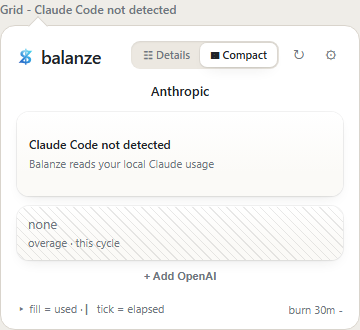 Grid - Claude Code not detected
balanze
Details
Compact
Anthropic
Claude Code not detected
Balanze reads your local Claude usage
none
overage · this cycle
+ Add OpenAI
fill = used · | tick = elapsed
burn 30m -